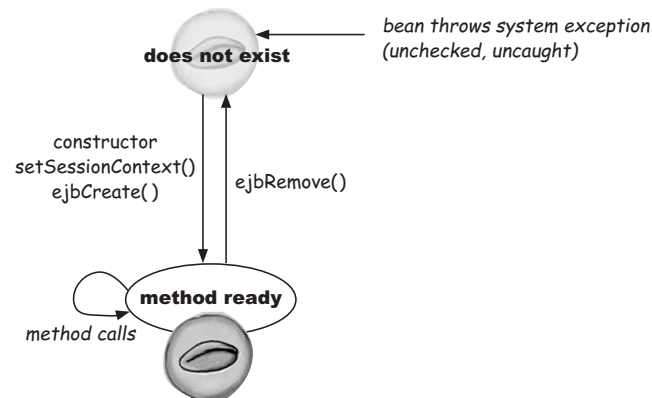 bean throws system exception
(unchecked, uncaught)
does not exist
constructor
setSessionContext()
ejbCreate( )
ejbRemove()
method ready
method calls